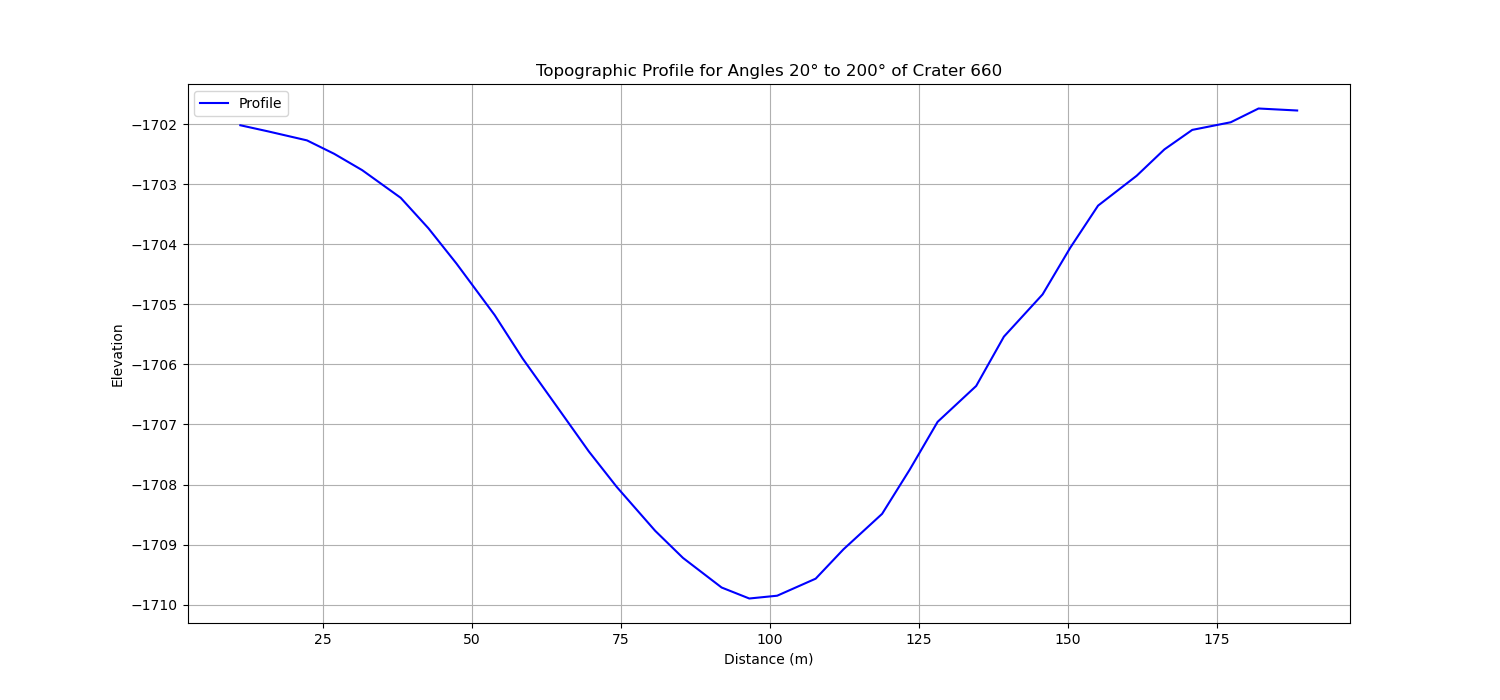 Topographic Profile for Angles 20° to 200° of Crater 660
Profile
−1702
−1703
−1704
−1705
−1706
−1707
−1708
−1709
−1710
Elevation
25 50 75 100 125 150 175
Distance (m)